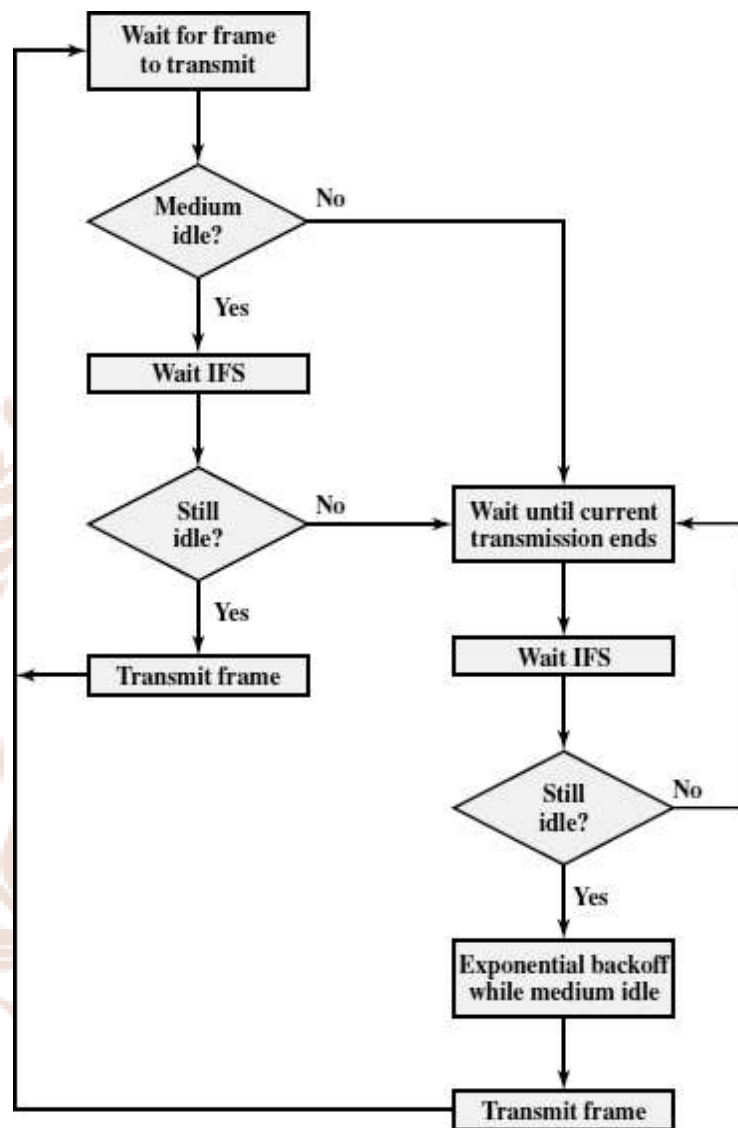 Wait for frame
to transmit
No
Medium
idle?
Yes
Wait IFS
Still
idle?
No
Wait until current
transmission ends
Yes
Transmit frame
Wait IFS
Still
idle?
No
Yes
Exponential backoff
while medium idle
Transmit frame